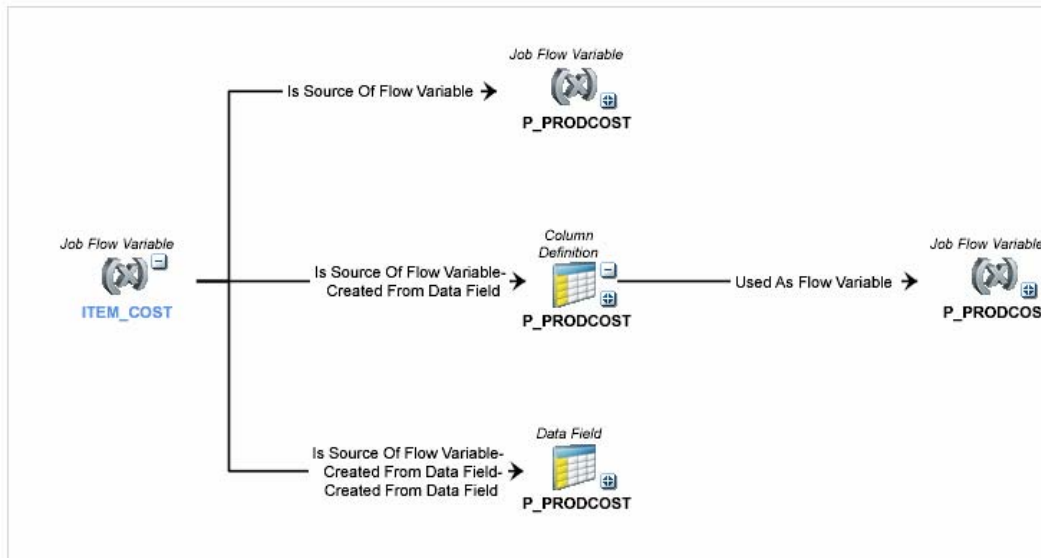 Job Flow Variable
Is Source Of Flow Variable
P_PRODCOST
Job Flow Variable
ITEM_COST
Is Source Of Flow Variable-
Created From Data Field
Column
Definition
P_PRODCOST
Used As Flow Variable
Job Flow Variable
P_PRODCOS
Is Source Of Flow Variable-
Created From Data Field-
Created From Data Field
Data Field
P_PRODCOST